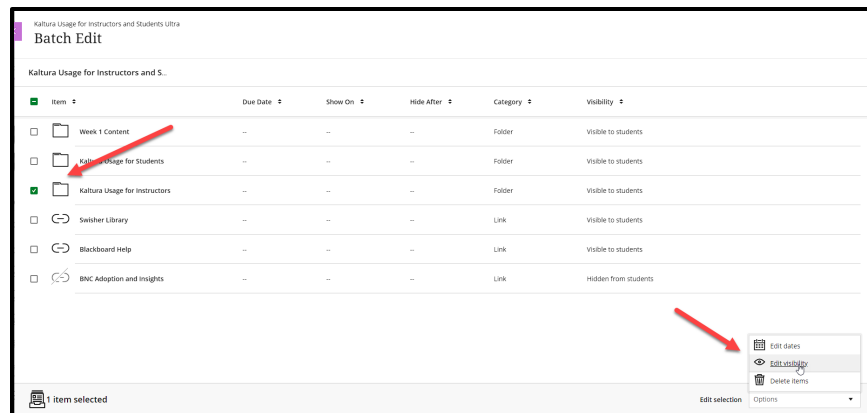 Kaltura Usage for Instructors and Students Ultra
Batch Edit
Kaltura Usage for Instructors and S...
Item Due Date Show On Hide After Category Visibility
Week 1 Content -- -- -- Folder Visible to students
Kaltura Usage for Students -- -- -- Folder Visible to students
Kaltura Usage for Instructors -- -- -- Folder Visible to students
Swisher Library -- -- -- Link Visible to students
Blackboard Help -- -- -- Link Visible to students
BNC Adoption and Insights -- -- -- Link Hidden from students
Edit dates
Edit visibility
Delete items
1 item selected Edit selection Options